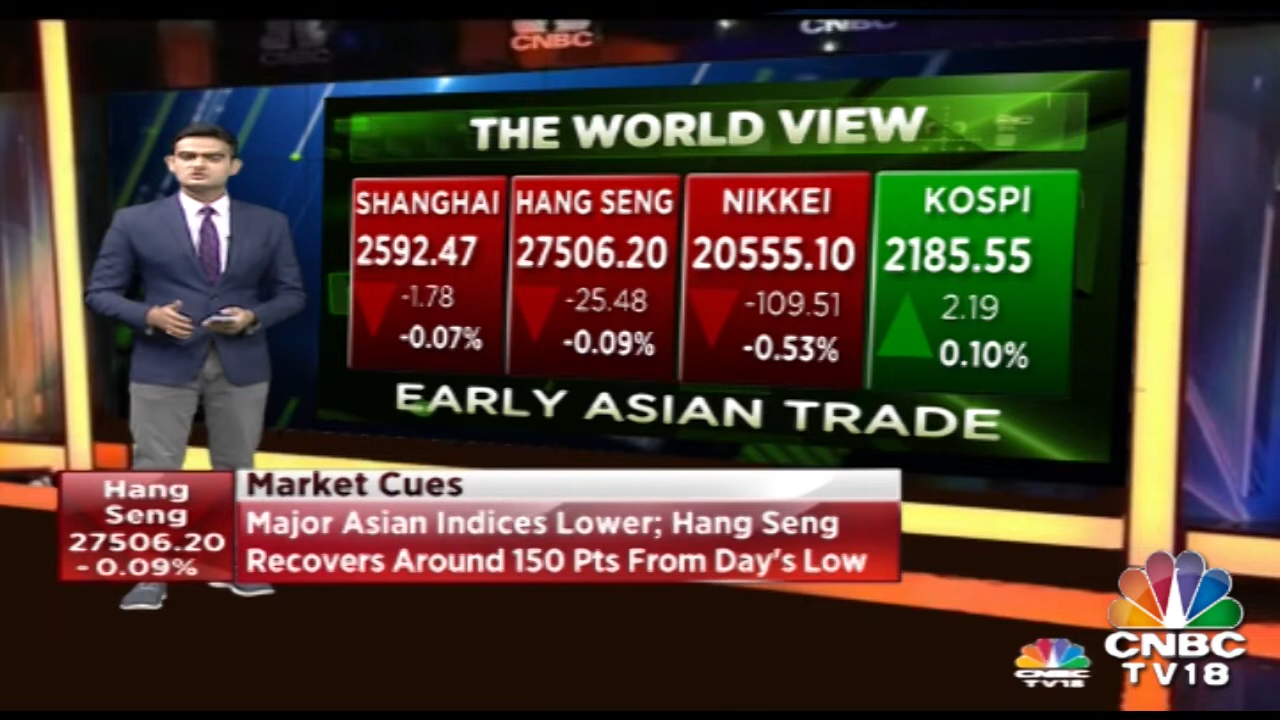 CNBC
CNBC
CNBC
THE WORLD VIEW
SHANGHAI
2592.47
-1.78
-0.07%
HANG SENG
27506.20
-25.48
-0.09%
NIKKEI
20555.10
-109.51
-0.53%
KOSPI
2185.55
2.19
0.10%
EARLY ASIAN TRADE
Hang
Seng
27506.20
-0.09%
Market Cues
Major Asian Indices Lower; Hang Seng
Recovers Around 150 Pts From Day's Low
CNBC
TV18
CNBC
TV18